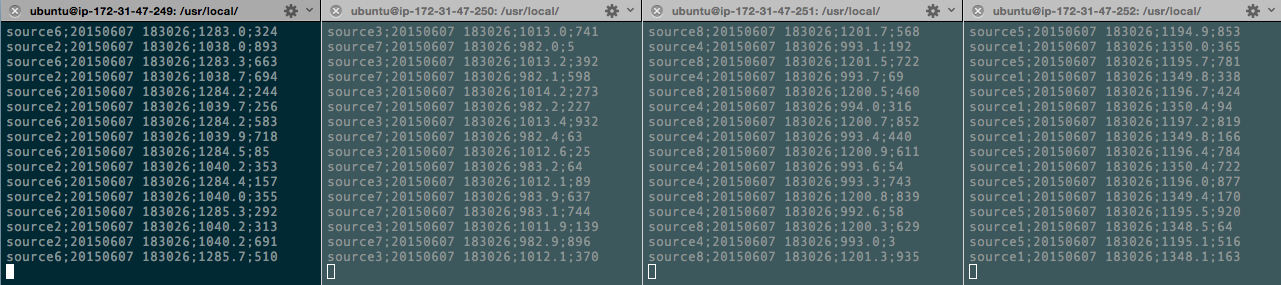 ubuntu@ip-172-31-47-249: /usr/local/
source6;20150607 183026;1283.0;324
source2;20150607 183026;1038.0;893
source6;20150607 183026;1283.3;663
source2;20150607 183026;1038.7;694
source6;20150607 183026;1284.2;244
source2;20150607 183026;1039.7;256
source6;20150607 183026;1284.2;583
source2;20150607 183026;1039.9;718
source6;20150607 183026;1284.5;85
source2;20150607 183026;1040.2;353
source6;20150607 183026;1284.4;157
source2;20150607 183026;1040.0;355
source6;20150607 183026;1285.3;292
source2;20150607 183026;1040.2;313
source2;20150607 183026;1040.2;691
source6;20150607 183026;1285.7;510
ubuntu@ip-172-31-47-250: /usr/local/
source3;20150607 183026;1013.0;741
source7;20150607 183026;982.0;5
source3;20150607 183026;1013.2;392
source7;20150607 183026;982.1;598
source3;20150607 183026;1014.2;273
source7;20150607 183026;982.2;227
source3;20150607 183026;1013.4;932
source7;20150607 183026;982.4;63
source3;20150607 183026;1012.6;25
source7;20150607 183026;983.2;64
source3;20150607 183026;1012.1;89
source7;20150607 183026;983.9;637
source7;20150607 183026;983.1;744
source3;20150607 183026;1011.9;139
source7;20150607 183026;982.9;896
source3;20150607 183026;1012.1;370
ubuntu@ip-172-31-47-251: /usr/local/
source8;20150607 183026;1201.7;568
source4;20150607 183026;993.1;192
source8;20150607 183026;1201.5;722
source4;20150607 183026;993.7;69
source8;20150607 183026;1200.5;460
source4;20150607 183026;994.0;316
source8;20150607 183026;1200.7;852
source4;20150607 183026;993.4;440
source8;20150607 183026;1200.9;611
source4;20150607 183026;993.6;54
source4;20150607 183026;993.3;743
source8;20150607 183026;1200.8;839
source4;20150607 183026;992.6;58
source8;20150607 183026;1200.3;629
source4;20150607 183026;993.0;3
source8;20150607 183026;1201.3;935
ubuntu@ip-172-31-47-252: /usr/local/
source5;20150607 183026;1194.9;853
source1;20150607 183026;1350.0;365
source5;20150607 183026;1195.7;781
source1;20150607 183026;1349.8;338
source5;20150607 183026;1196.7;424
source1;20150607 183026;1350.4;94
source5;20150607 183026;1197.2;819
source1;20150607 183026;1349.8;166
source5;20150607 183026;1196.4;784
source1;20150607 183026;1350.4;722
source5;20150607 183026;1196.0;877
source1;20150607 183026;1349.4;170
source5;20150607 183026;1195.5;920
source1;20150607 183026;1348.5;64
source5;20150607 183026;1195.1;516
source1;20150607 183026;1348.1;163